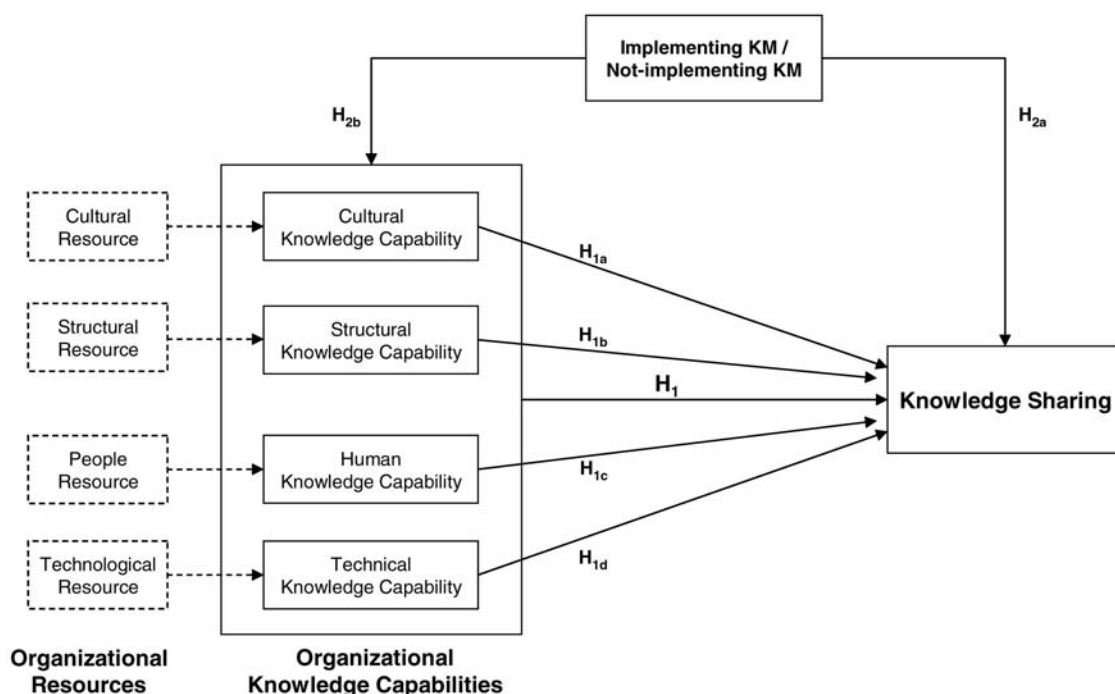 Implementing KM /
Not-implementing KM
H2b
H2a
Cultural
Resource
Cultural
Knowledge Capability
H1a
Structural
Resource
Structural
Knowledge Capability
H1b
H1
Knowledge Sharing
People
Resource
Human
Knowledge Capability
H1c
Technological
Resource
Technical
Knowledge Capability
H1d
Organizational
Resources
Organizational
Knowledge Capabilities